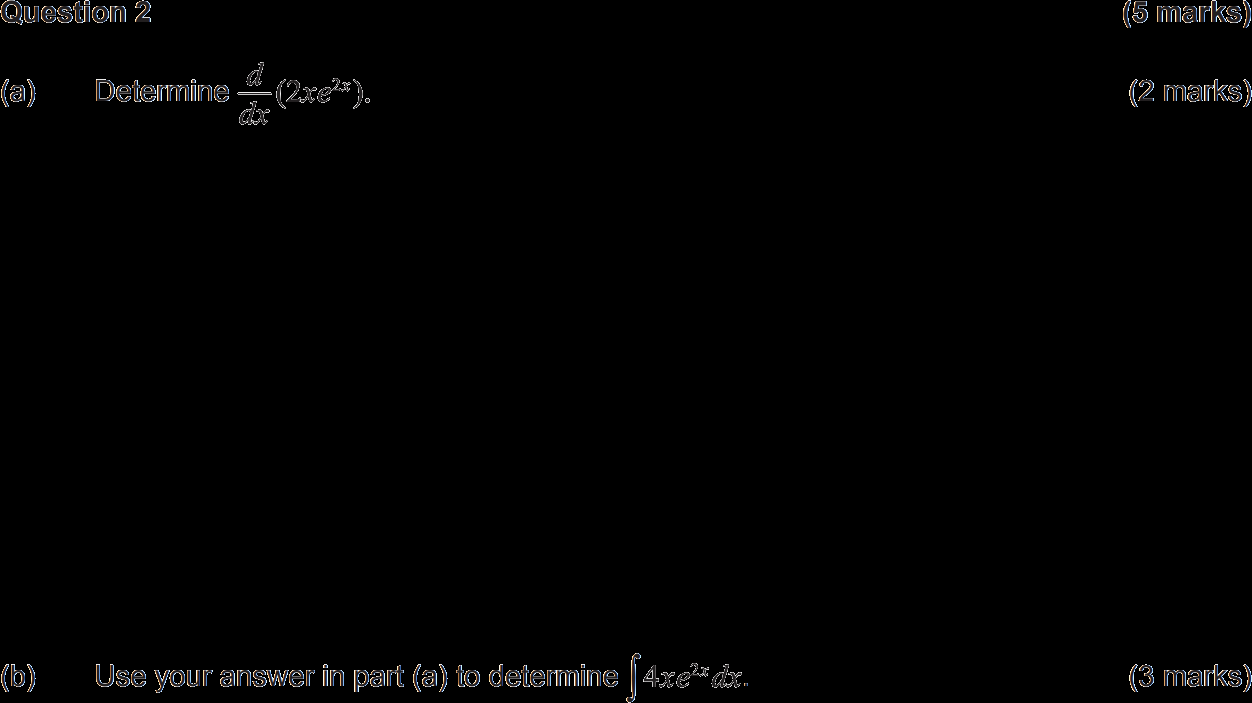 Question 2 (5 marks)
(a) Determine \frac{d}{dx}(2xe^{2x}). (2 marks)
(b) Use your answer in part (a) to determine ∫4xe^{2x} dx. (3 marks)